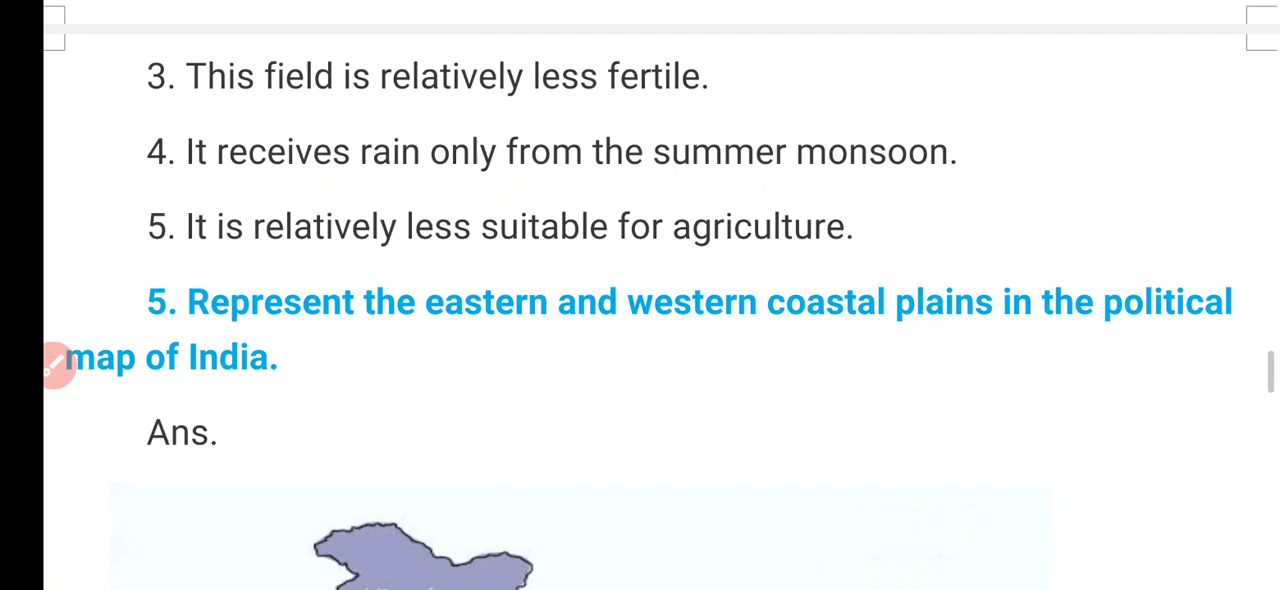 3. This field is relatively less fertile.
4. It receives rain only from the summer monsoon.
5. It is relatively less suitable for agriculture.
5. Represent the eastern and western coastal plains in the political
map of India.
Ans.